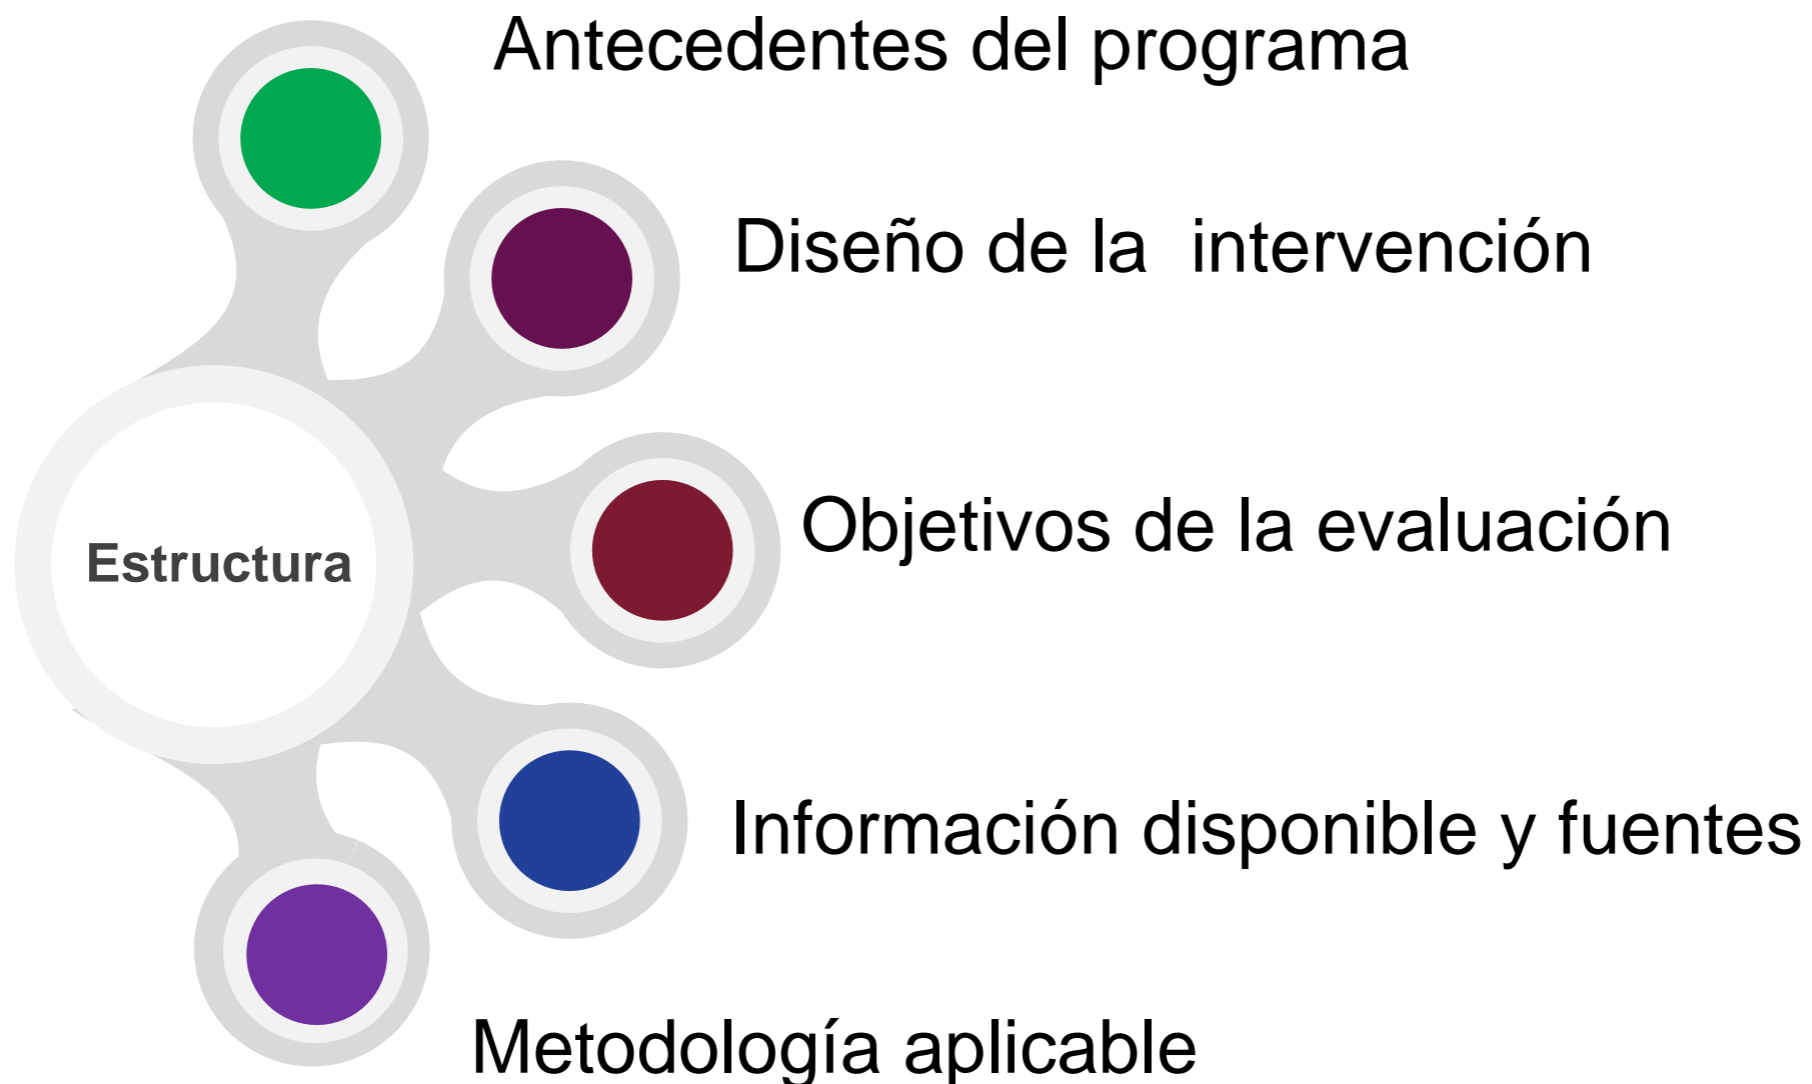 Antecedentes del programa
Diseño de la intervención
Objetivos de la evaluación
Estructura
Información disponible y fuentes
Metodología aplicable